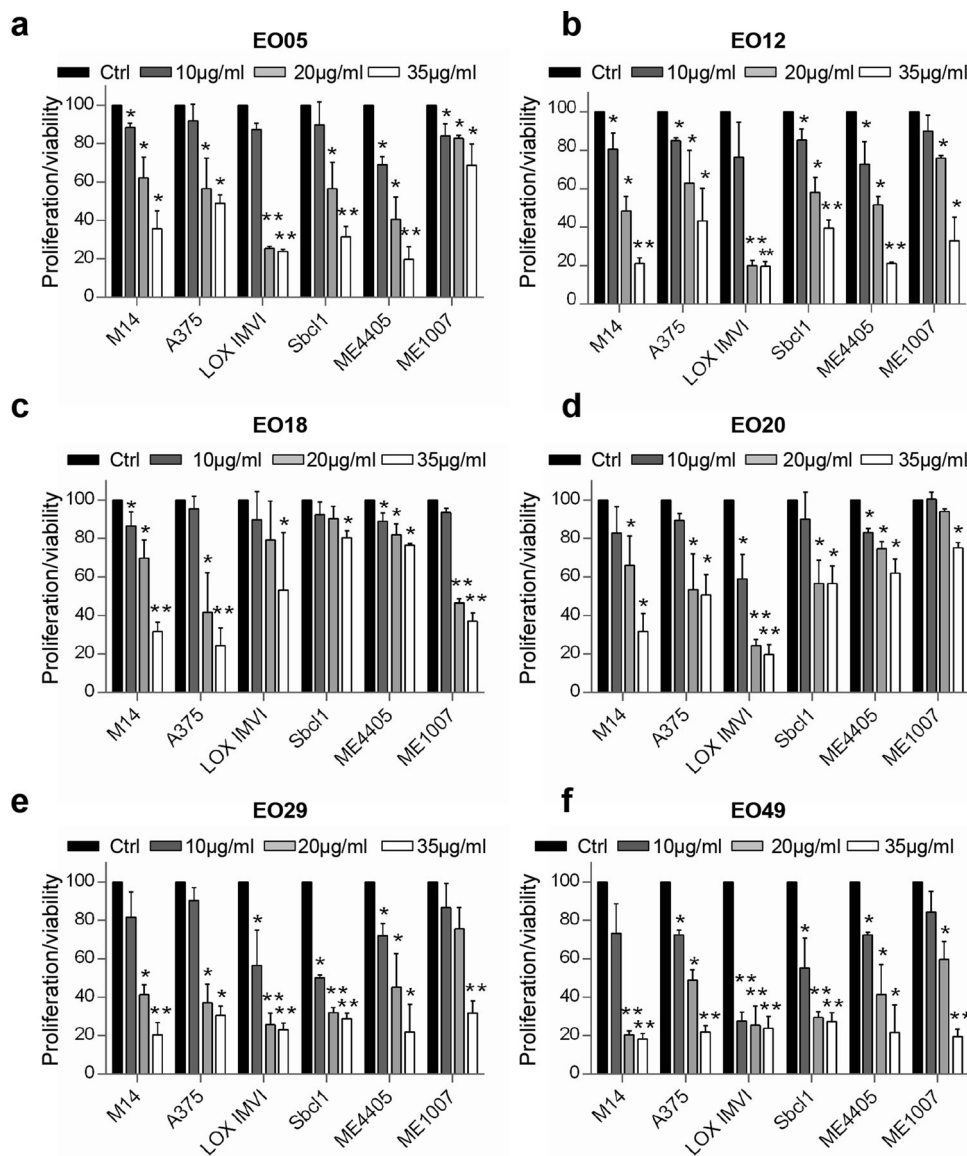 a
EO05
Ctrl 10µg/ml 20µg/ml 35µg/ml
Proliferation/viability
100
80
60
40
20
0
* * * * * ** ** * ** * * ** * * *
M14 A375 LOX IMVI Sbcl1 ME4405 ME1007
b
EO12
Ctrl 10µg/ml 20µg/ml 35µg/ml
Proliferation/viability
100
80
60
40
20
0
* * ** * * * ** ** * * ** * * ** * *
M14 A375 LOX IMVI Sbcl1 ME4405 ME1007
c
EO18
Ctrl 10µg/ml 20µg/ml 35µg/ml
Proliferation/viability
100
80
60
40
20
0
* * ** * ** * * * * * ** **
M14 A375 LOX IMVI Sbcl1 ME4405 ME1007
d
EO20
Ctrl 10µg/ml 20µg/ml 35µg/ml
Proliferation/viability
100
80
60
40
20
0
* * * * * ** ** * * * * * *
M14 A375 LOX IMVI Sbcl1 ME4405 ME1007
e
EO29
Ctrl 10µg/ml 20µg/ml 35µg/ml
Proliferation/viability
100
80
60
40
20
0
* ** * * * ** ** * ** ** * * * **
M14 A375 LOX IMVI Sbcl1 ME4405 ME1007
f
EO49
Ctrl 10µg/ml 20µg/ml 35µg/ml
Proliferation/viability
100
80
60
40
20
0
** ** * * ** ** ** ** * ** ** * * * * **
M14 A375 LOX IMVI Sbcl1 ME4405 ME1007